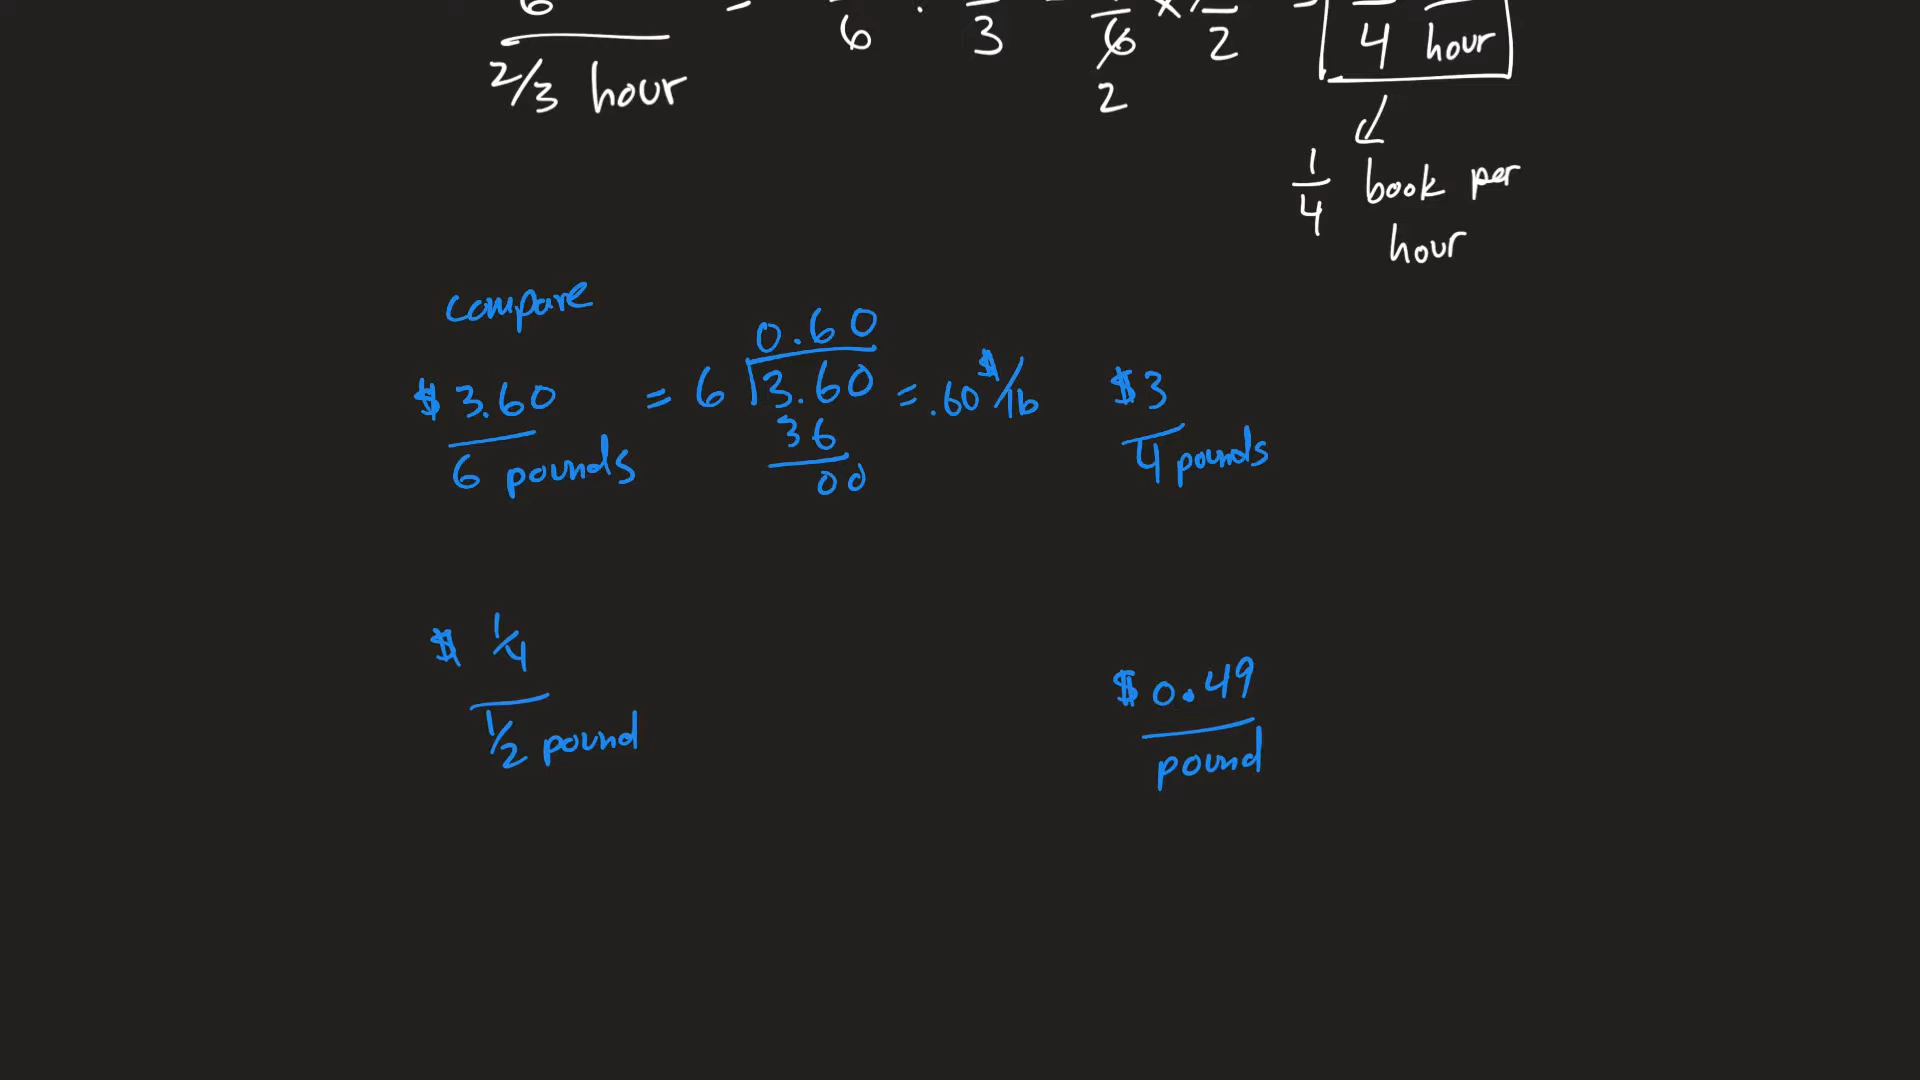 6 = 6 · 3 - 6 × 2 = 4 hour
2/3 hour
2
1/4 book per
hour
compare
0.60
$3.60 / 6 pounds = 6 3.60 = .60 $/lb
36
00
$3 / 4 pounds
$ 1/4 / 1/2 pound
$0.49 / pound